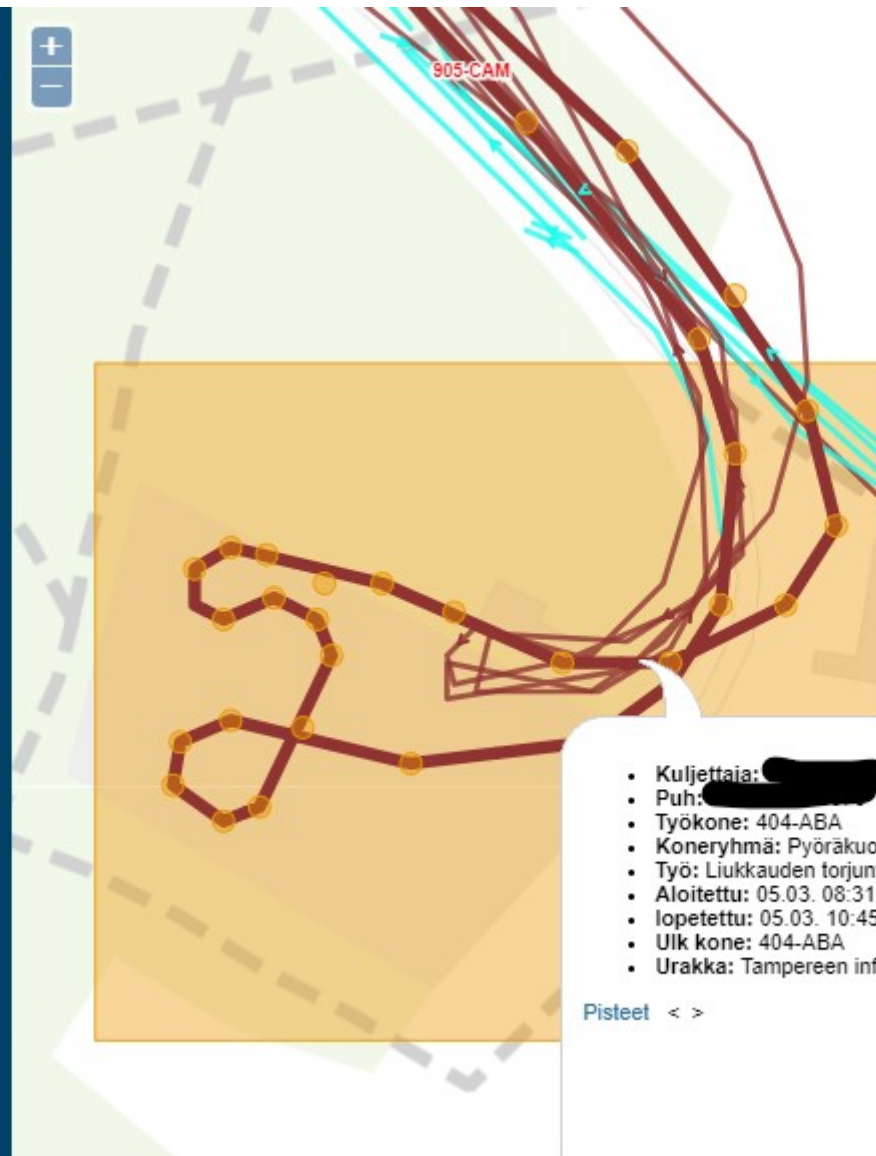 +
−
905-CAM
• Kuljettaja:
• Puh:
• Työkone: 404-ABA
• Koneryhmä: Pyöräkuo
• Työ: Liukkauden torjun
• Aloitettu: 05.03. 08:31
• lopetettu: 05.03. 10:45
• Ulk kone: 404-ABA
• Urakka: Tampereen inf
Pisteet < >